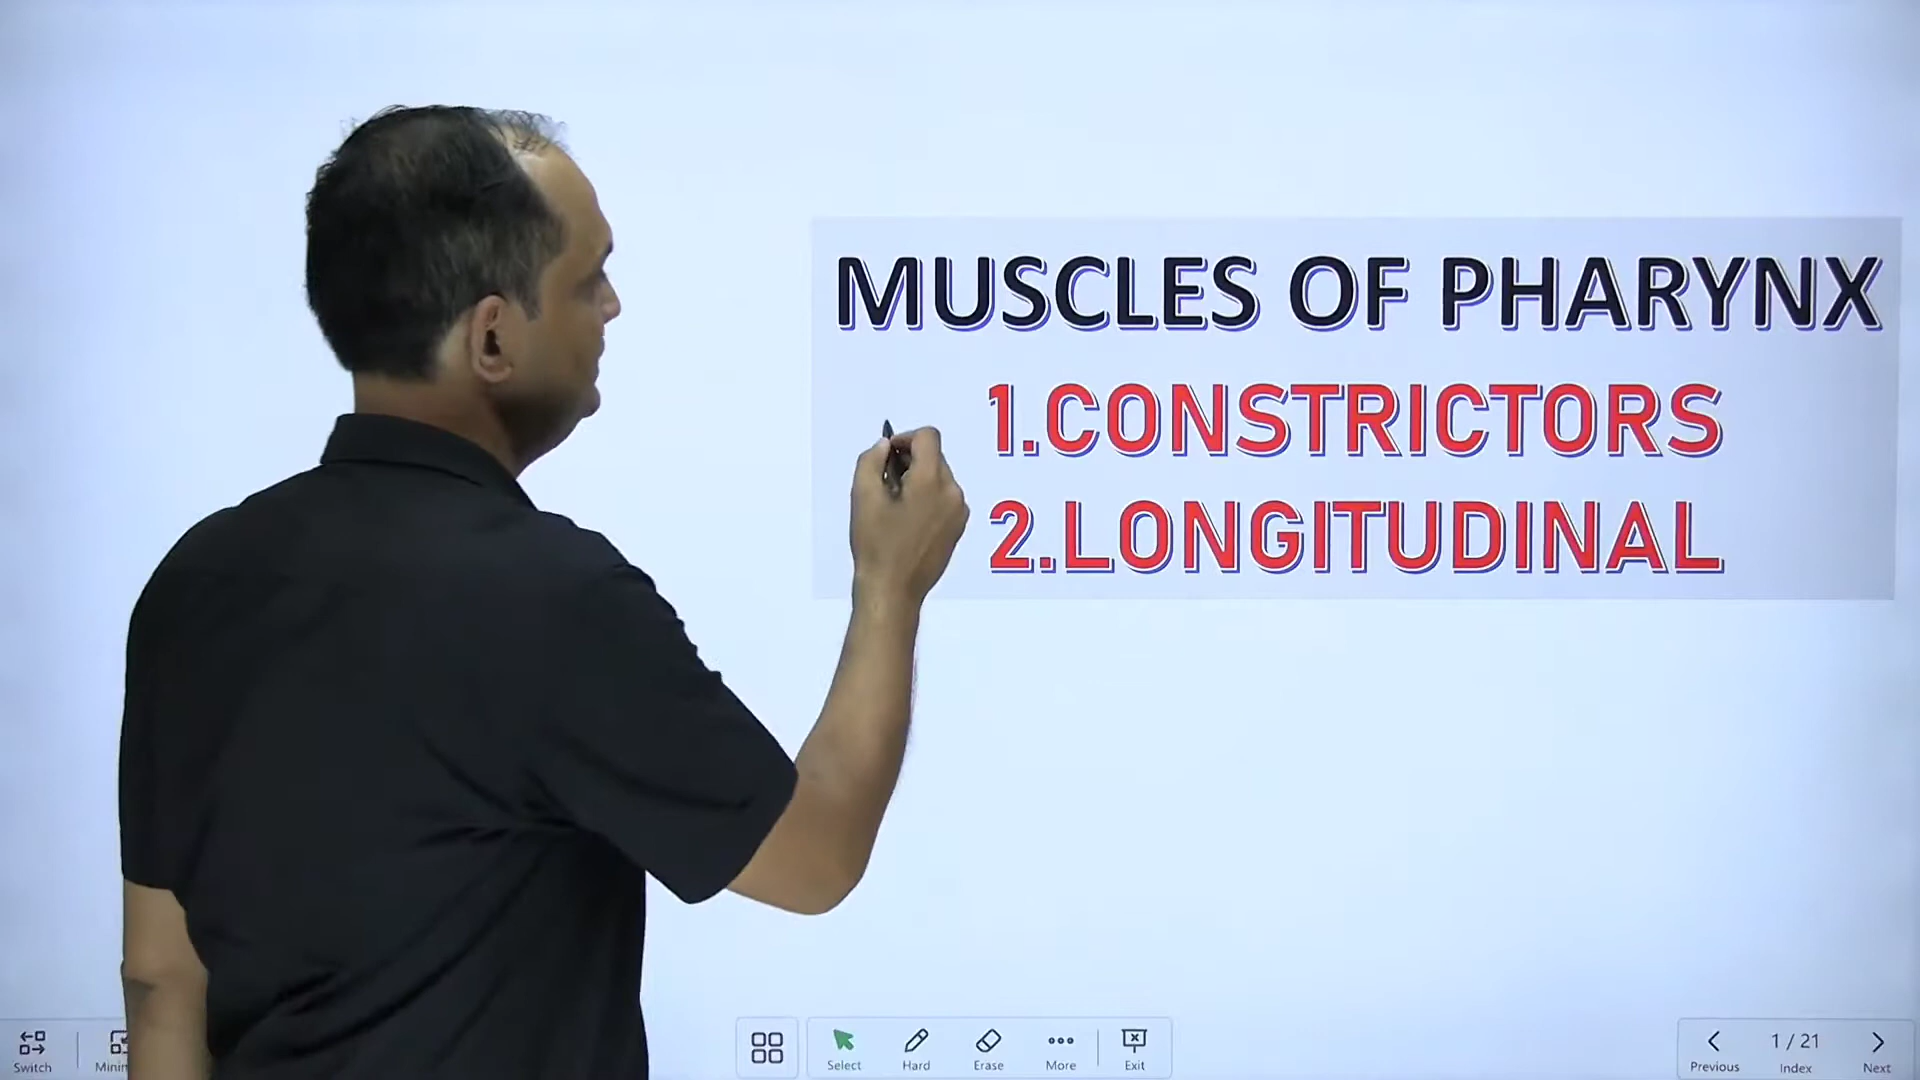 MUSCLES OF PHARYNX
1.CONSTRICTORS
2.LONGITUDINAL
Switch
Select
Hard
Erase
More
Exit
Previous
1 / 21
Index
Next